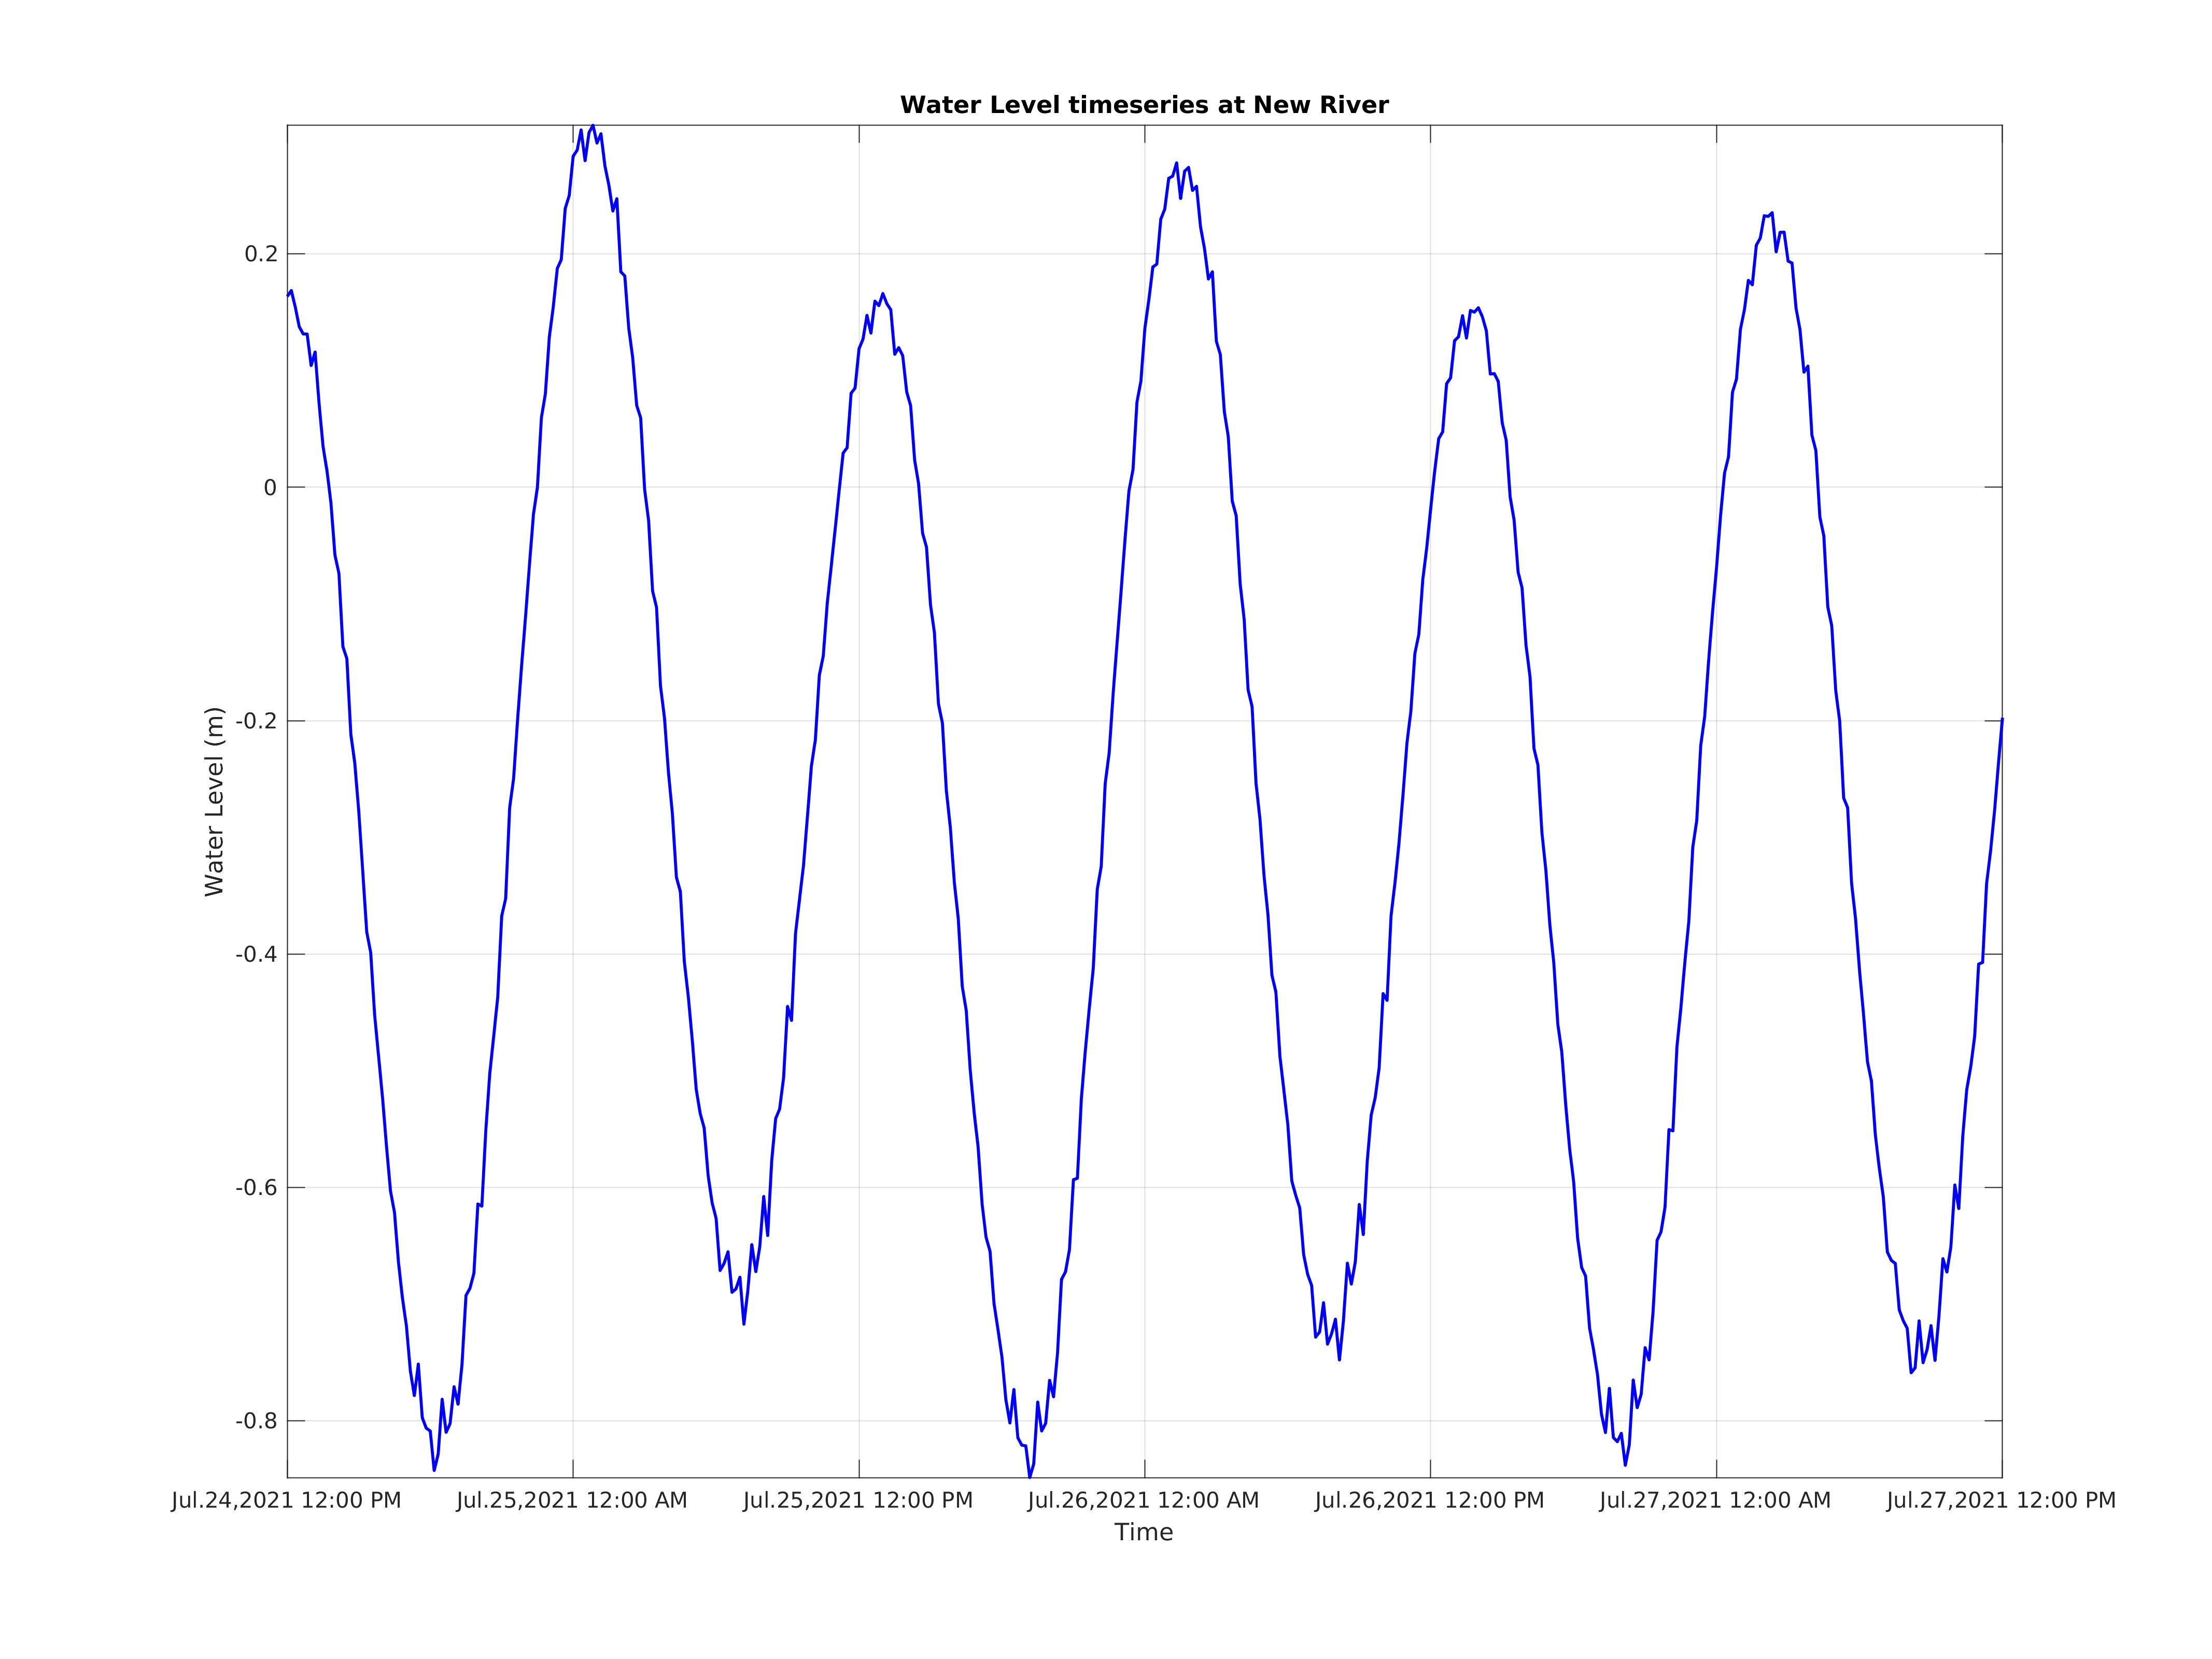 Water Level timeseries at New River
0.2
0
-0.2
-0.4
-0.6
-0.8
Water Level (m)
Jul.24,2021 12:00 PM Jul.25,2021 12:00 AM Jul.25,2021 12:00 PM Jul.26,2021 12:00 AM Jul.26,2021 12:00 PM Jul.27,2021 12:00 AM Jul.27,2021 12:00 PM
Time